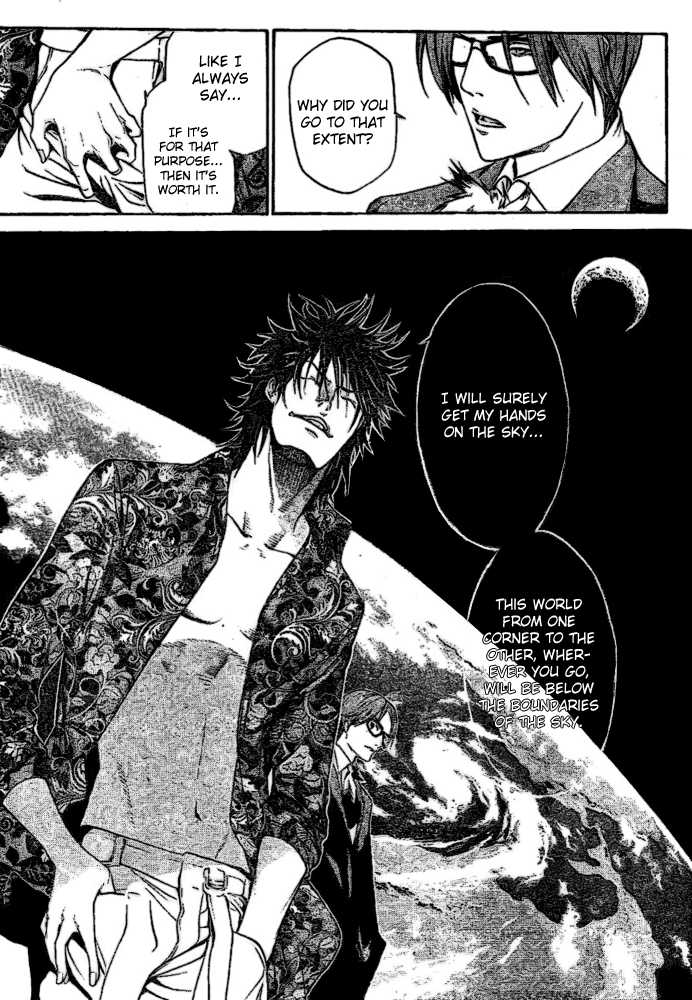 WHY DID YOU
GO TO THAT
EXTENT?
LIKE I
ALWAYS
SAY...
IF IT'S
FOR THAT
PURPOSE...
THEN IT'S
WORTH IT.
I WILL SURELY
GET MY HANDS
ON THE SKY...
THIS WORLD
FROM ONE
CORNER TO THE
OTHER, WHER-
EVER YOU GO,
WILL BE BELOW
THE BOUNDARIES
OF THE SKY.